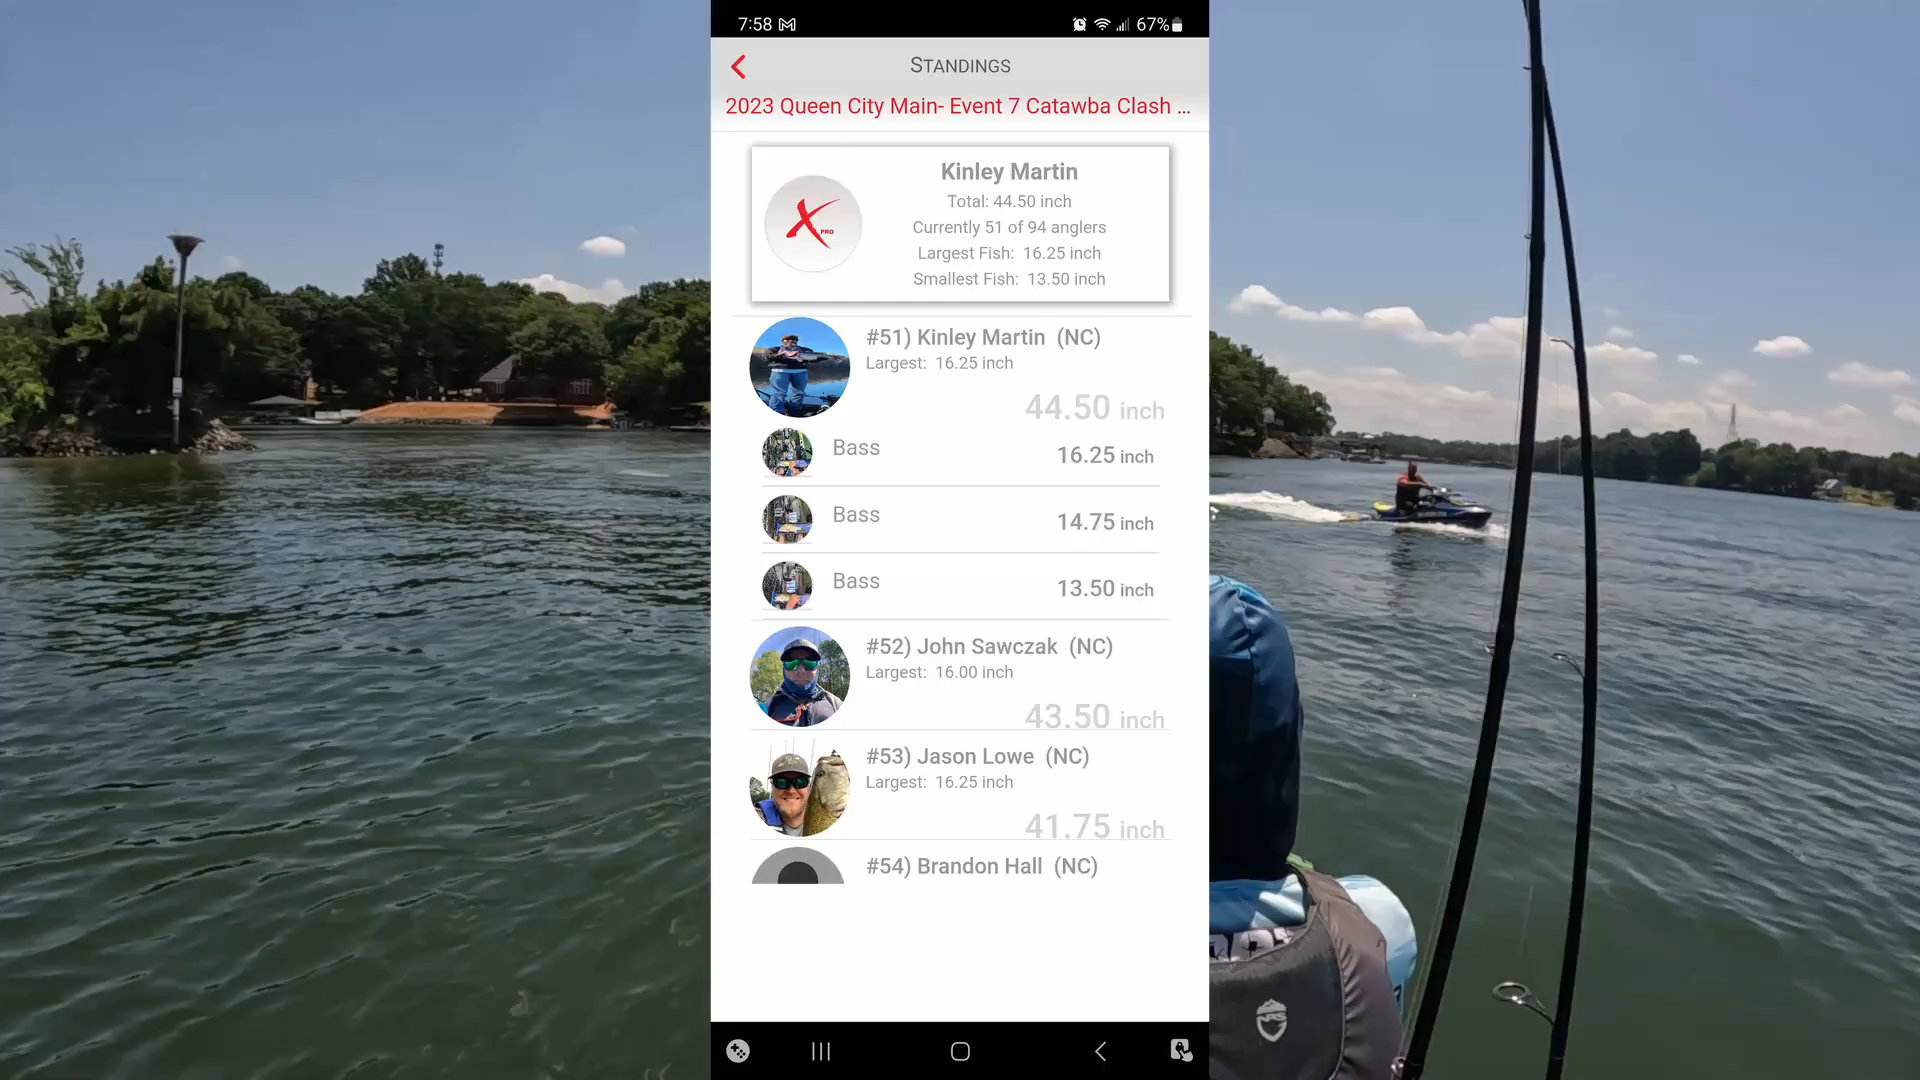 7:58
67%
STANDINGS
2023 Queen City Main- Event 7 Catawba Clash ...
Kinley Martin
X PRO
Total: 44.50 inch
Currently 51 of 94 anglers
Largest Fish: 16.25 inch
Smallest Fish: 13.50 inch
#51) Kinley Martin (NC)
Largest: 16.25 inch
44.50 inch
Bass
16.25 inch
Bass
14.75 inch
Bass
13.50 inch
#52) John Sawczak (NC)
Largest: 16.00 inch
43.50 inch
#53) Jason Lowe (NC)
Largest: 16.25 inch
41.75 inch
#54) Brandon Hall (NC)
NRS